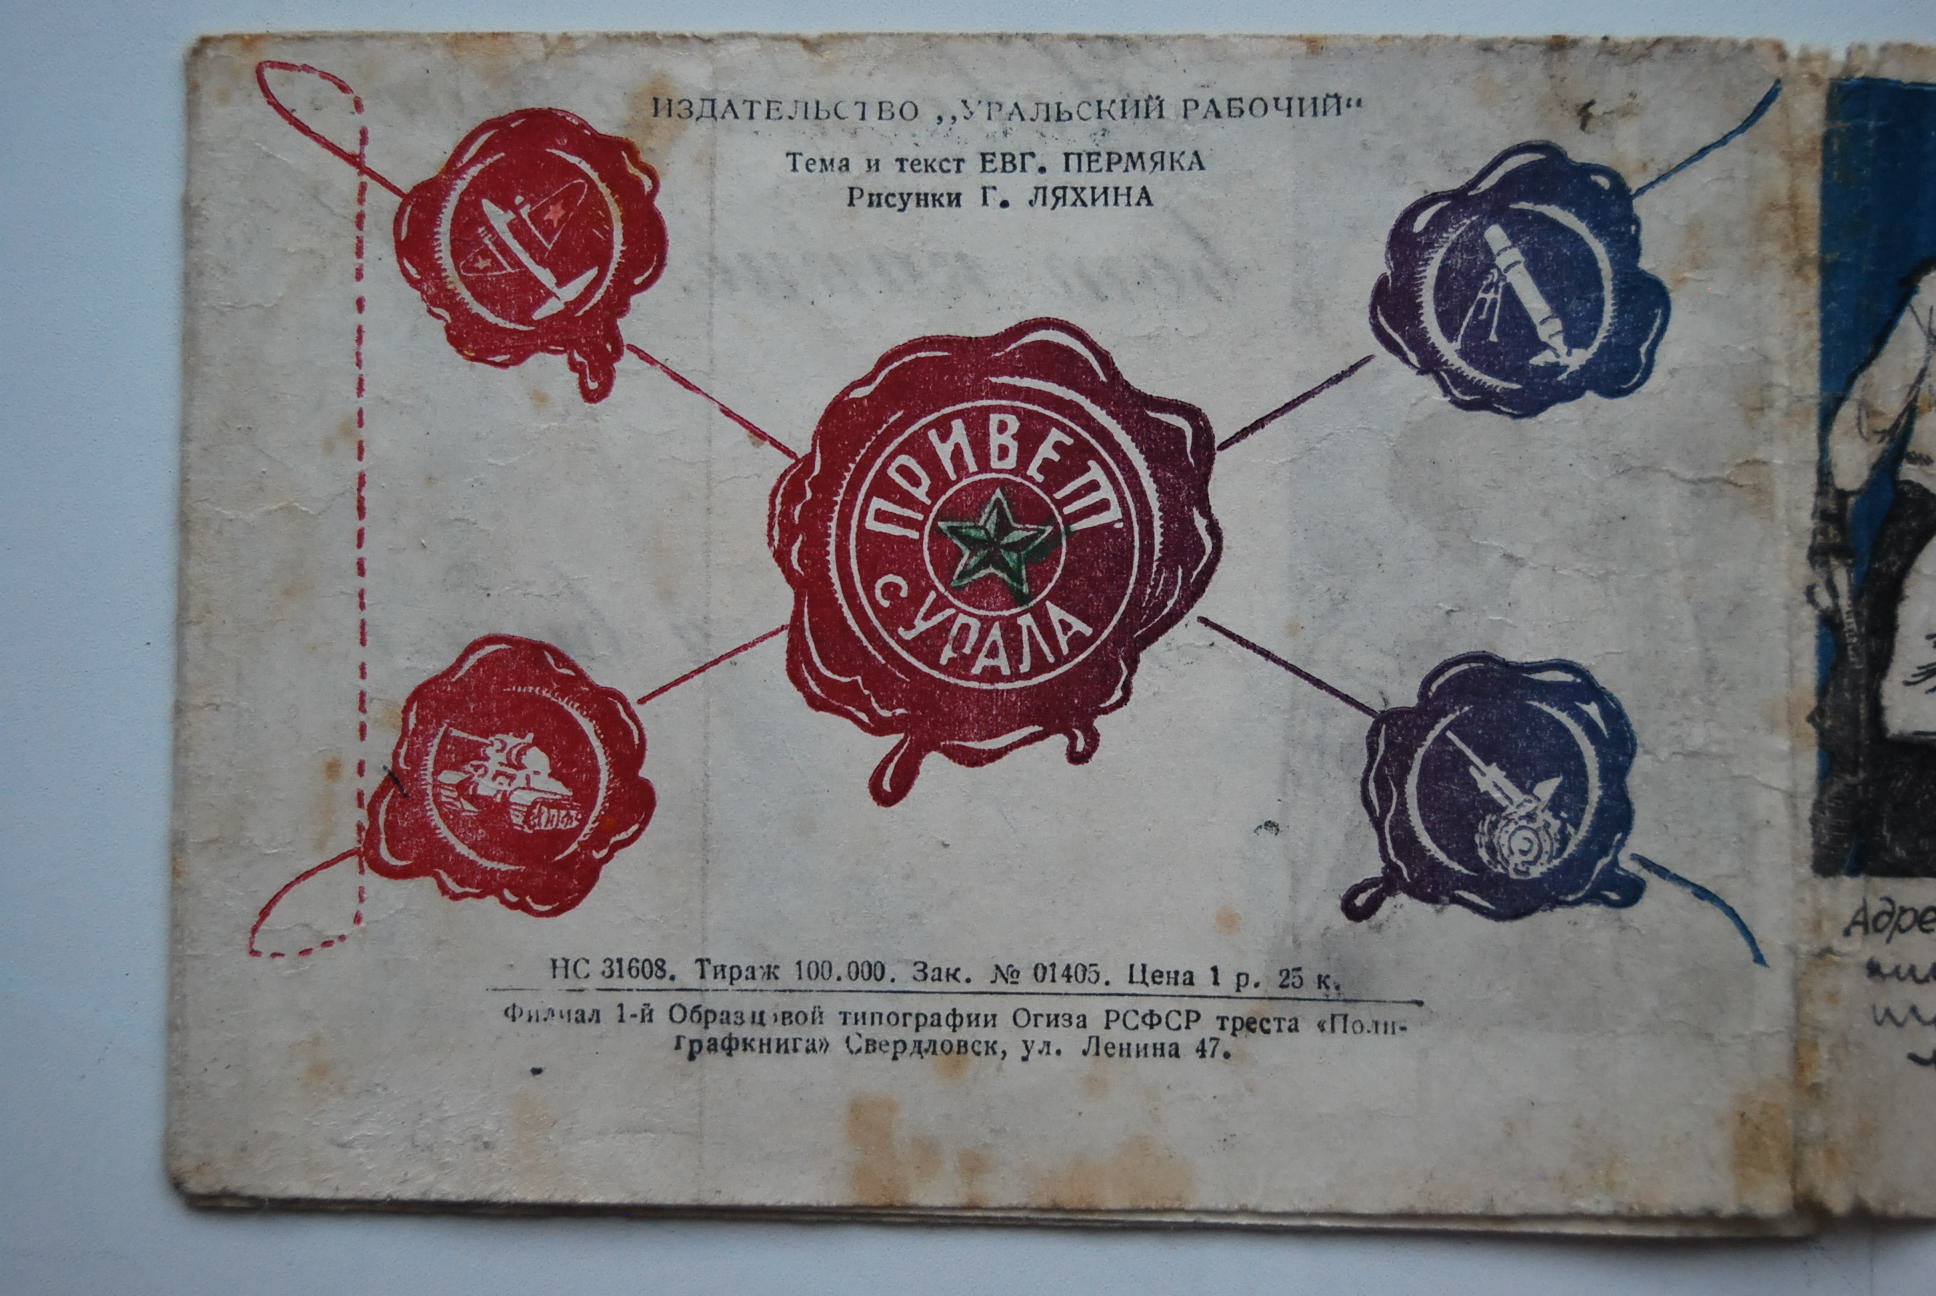 ИЗДАТЕЛЬСТВО „УРАЛЬСКИЙ РАБОЧИЙ“
Тема и текст ЕВГ. ПЕРМЯКА
Рисунки Г. ЛЯХИНА
ПРИВЕТ
с УРАЛА
НС 31608. Тираж 100.000. Зак. № 01405. Цена 1 р. 25 к.
Филиал 1-й Образцовой типографии Огиза РСФСР треста «Поли-
графкнига» Свердловск, ул. Ленина 47.
Адре